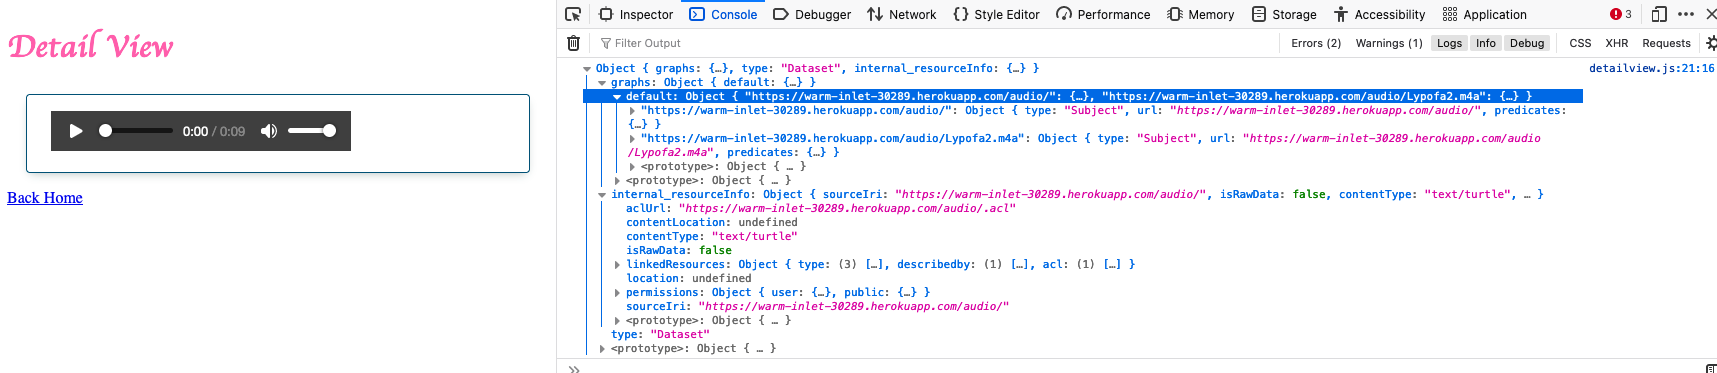 Detail View
0:00 / 0:09
Back Home
Inspector Console Debugger Network Style Editor Performance Memory Storage Accessibility Application 3
Filter Output Errors (2) Warnings (1) Logs Info Debug CSS XHR Requests
Object { graphs: {…}, type: "Dataset", internal_resourceInfo: {…} } detailview.js:21:16
graphs: Object { default: {…} }
default: Object { "https://warm-inlet-30289.herokuapp.com/audio/": {…}, "https://warm-inlet-30289.herokuapp.com/audio/Lypofa2.m4a": {…} }
"https://warm-inlet-30289.herokuapp.com/audio/": Object { type: "Subject", url: "https://warm-inlet-30289.herokuapp.com/audio/", predicates:
{…} }
"https://warm-inlet-30289.herokuapp.com/audio/Lypofa2.m4a": Object { type: "Subject", url: "https://warm-inlet-30289.herokuapp.com/audio
/Lypofa2.m4a", predicates: {…} }
<prototype>: Object { … }
<prototype>: Object { … }
internal_resourceInfo: Object { sourceIri: "https://warm-inlet-30289.herokuapp.com/audio/", isRawData: false, contentType: "text/turtle", … }
aclUrl: "https://warm-inlet-30289.herokuapp.com/audio/.acl"
contentLocation: undefined
contentType: "text/turtle"
isRawData: false
linkedResources: Object { type: (3) […], describedby: (1) […], acl: (1) […] }
location: undefined
permissions: Object { user: {…}, public: {…} }
sourceIri: "https://warm-inlet-30289.herokuapp.com/audio/"
<prototype>: Object { … }
type: "Dataset"
<prototype>: Object { … }